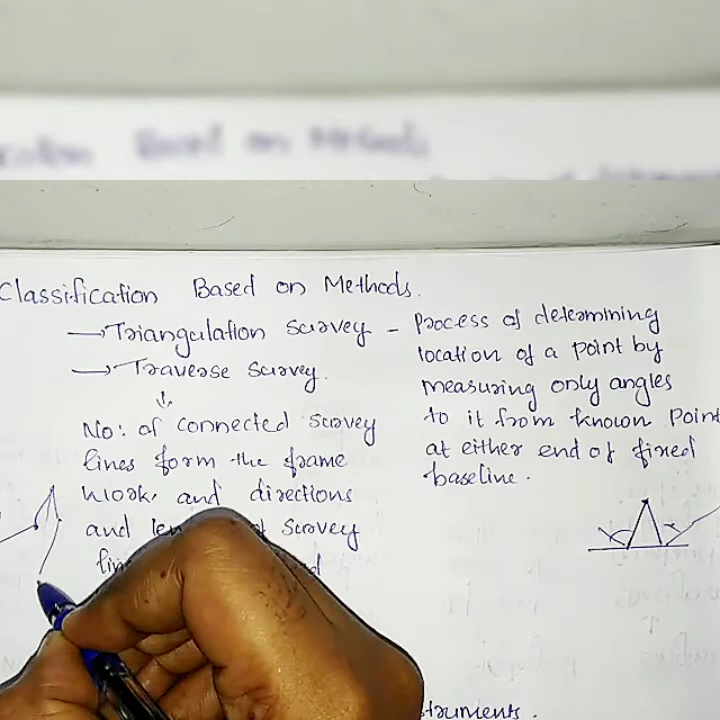 Classification Based on Methods.
→ Triangulation survey - Process of determining
location of a point by
measuring only angles
to it from known point
at either end of fixed
baseline.
→ Traverse survey.
No: of connected survey
lines form the frame
work, and directions
and survey
struments.